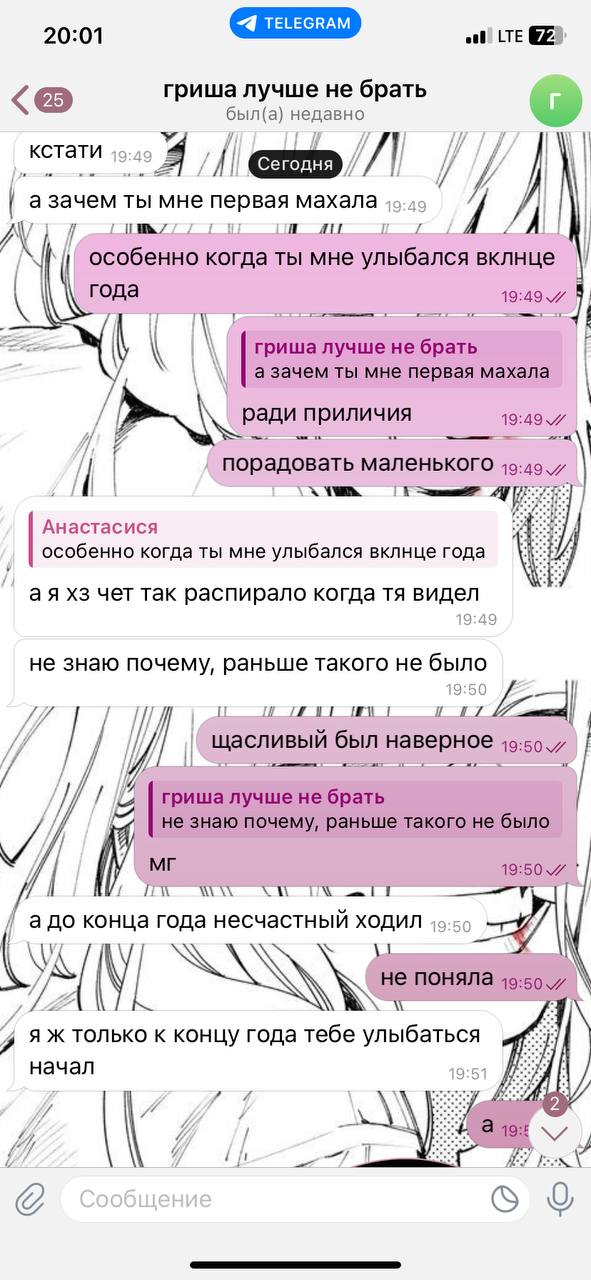 20:01
TELEGRAM
LTE 72
25
гриша лучше не брать
был(а) недавно
Г
кстати 19:49
Сегодня
а зачем ты мне первая махала 19:49
особенно когда ты мне улыбался вклнце
года
19:49
гриша лучше не брать
а зачем ты мне первая махала
ради приличия 19:49
порадовать маленького 19:49
Анастасися
особенно когда ты мне улыбался вклнце года
а я хз чет так распирало когда тя видел
19:49
не знаю почему, раньше такого не было
19:50
щасливый был наверное 19:50
гриша лучше не брать
не знаю почему, раньше такого не было
мг 19:50
а до конца года несчастный ходил 19:50
не поняла 19:50
я ж только к концу года тебе улыбаться
начал
19:51
2
а
Сообщение